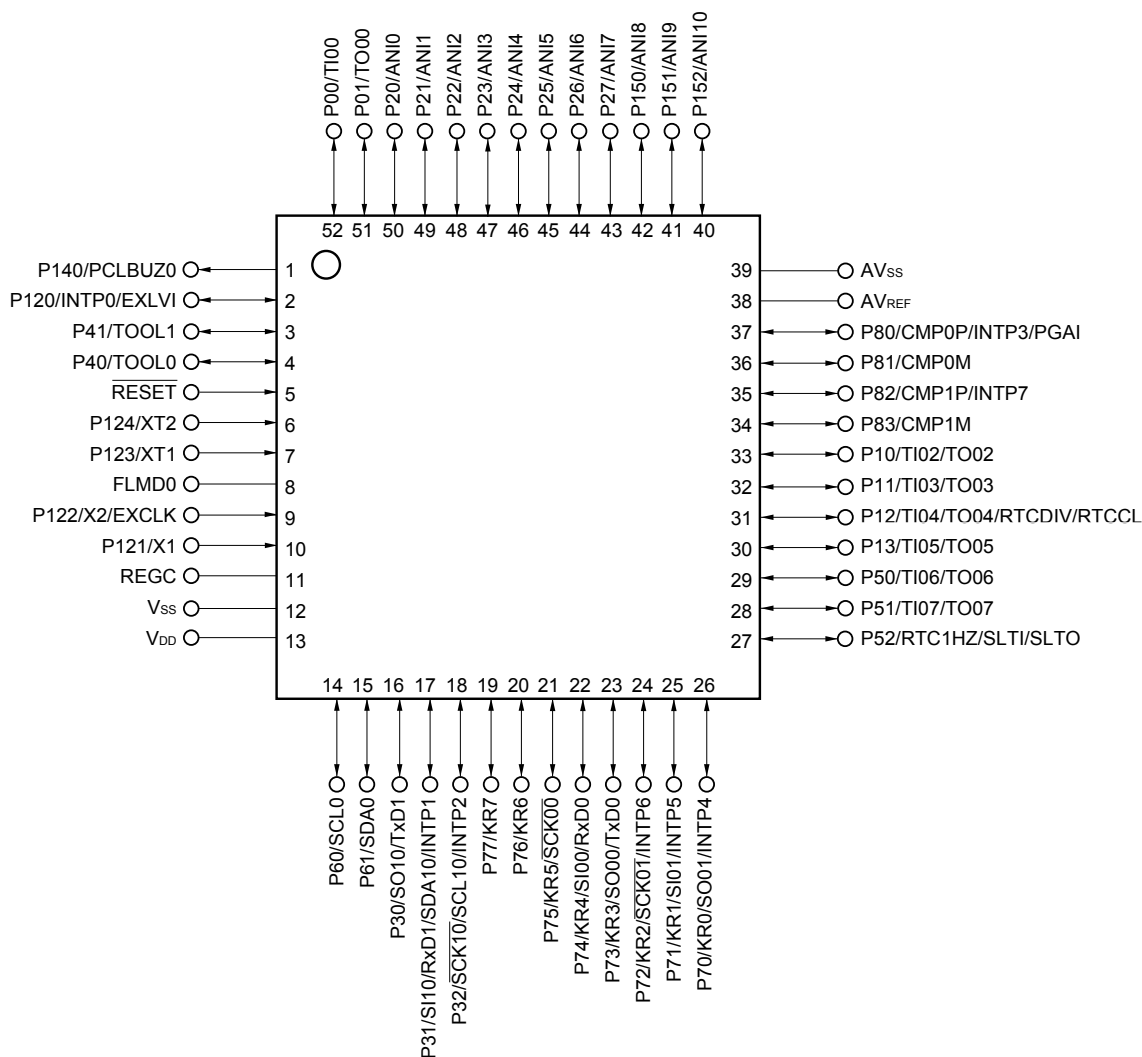 P00/TI00
P01/TO00
P20/ANI0
P21/ANI1
P22/ANI2
P23/ANI3
P24/ANI4
P25/ANI5
P26/ANI6
P27/ANI7
P150/ANI8
P151/ANI9
P152/ANI10
52 51 50 49 48 47 46 45 44 43 42 41 40
P140/PCLBUZ0 1
P120/INTP0/EXLVI 2
P41/TOOL1 3
P40/TOOL0 4
RESET 5
P124/XT2 6
P123/XT1 7
FLMD0 8
P122/X2/EXCLK 9
P121/X1 10
REGC 11
VSS 12
VDD 13
39 AVSS
38 AVREF
37 P80/CMP0P/INTP3/PGAI
36 P81/CMP0M
35 P82/CMP1P/INTP7
34 P83/CMP1M
33 P10/TI02/TO02
32 P11/TI03/TO03
31 P12/TI04/TO04/RTCDIV/RTCCL
30 P13/TI05/TO05
29 P50/TI06/TO06
28 P51/TI07/TO07
27 P52/RTC1HZ/SLTI/SLTO
14 15 16 17 18 19 20 21 22 23 24 25 26
P60/SCL0
P61/SDA0
P30/SO10/TxD1
P31/SI10/RxD1/SDA10/INTP1
P32/SCK10/SCL10/INTP2
P77/KR7
P76/KR6
P75/KR5/SCK00
P74/KR4/SI00/RxD0
P73/KR3/SO00/TxD0
P72/KR2/SCK01/INTP6
P71/KR1/SI01/INTP5
P70/KR0/SO01/INTP4